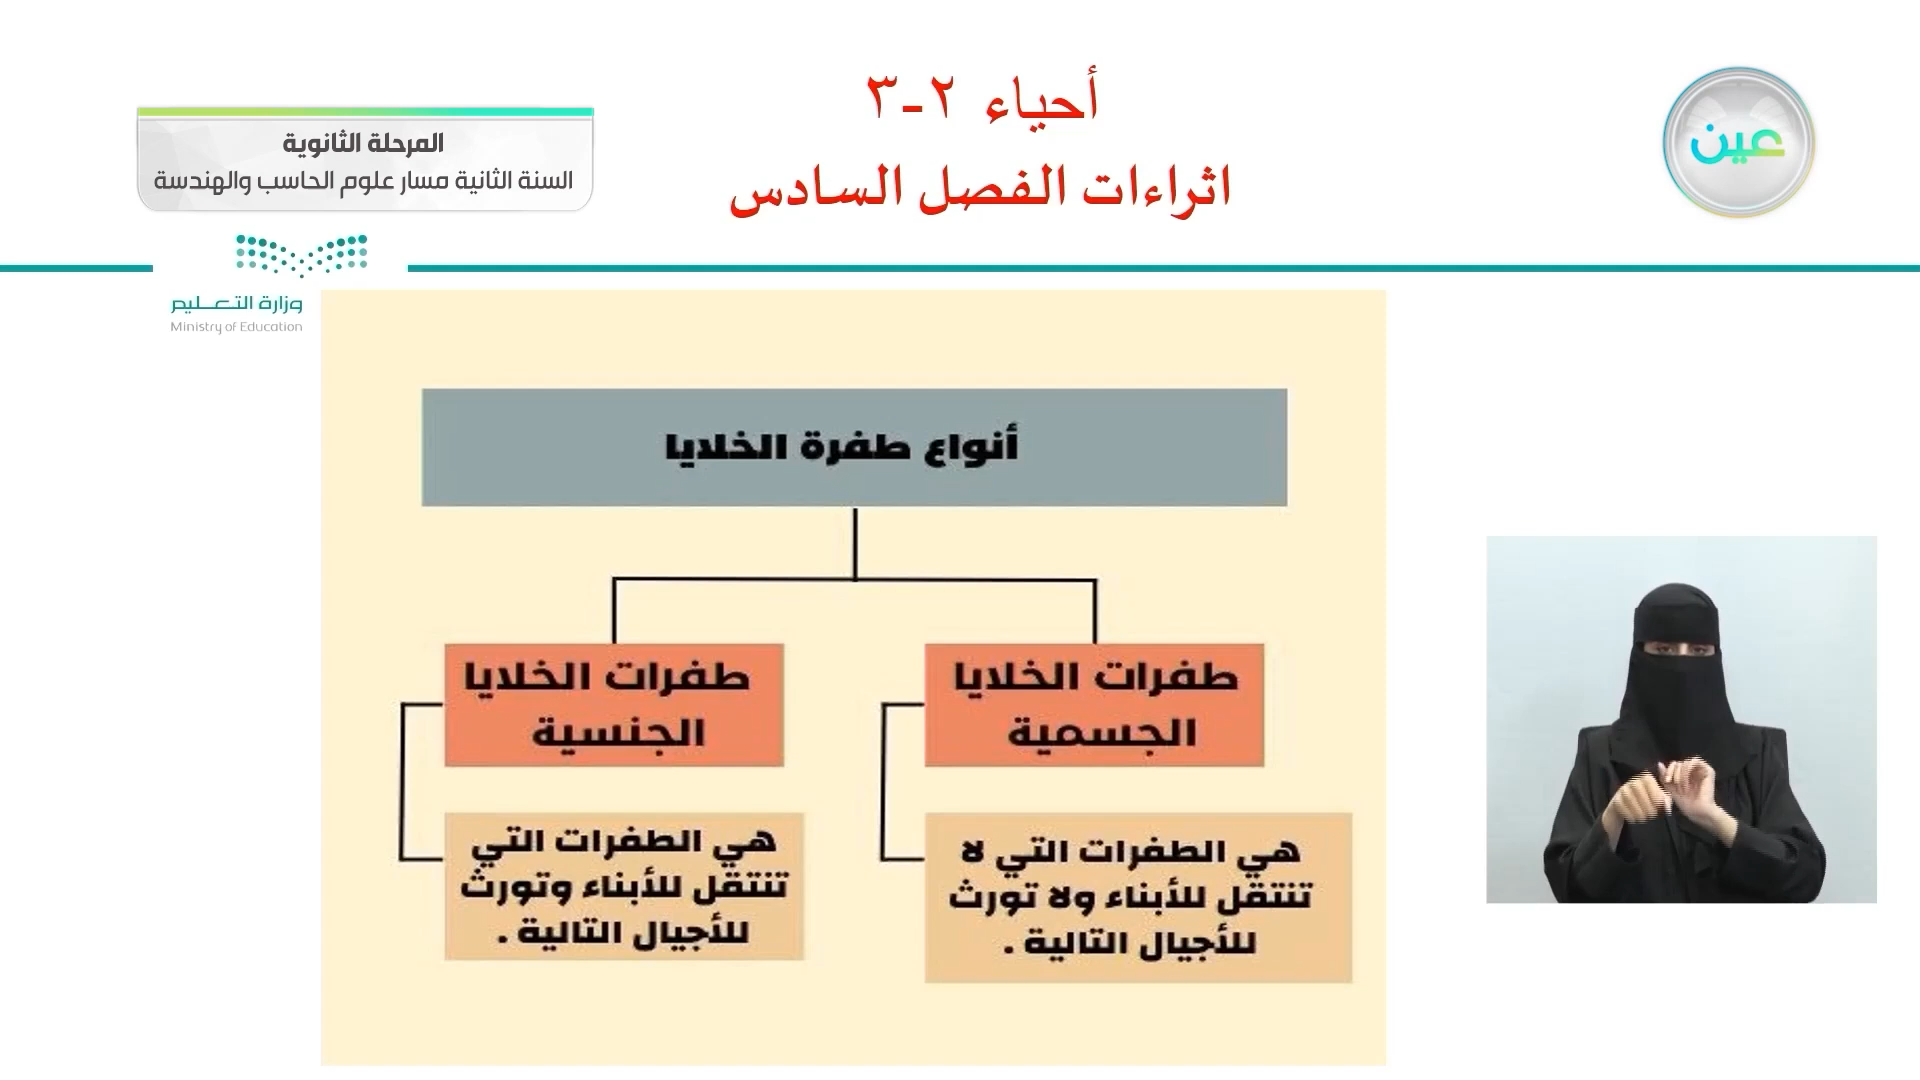 أحياء ٢-٣
اثراءات الفصل السادس
عين
المرحلة الثانوية
السنة الثانية مسار علوم الحاسب والهندسة
وزارة التعليم
Ministry of Education
أنواع طفرة الخلايا
طفرات الخلايا
الجسمية
هي الطفرات التي لا
تنتقل للأبناء ولا تورث
للأجيال التالية .
طفرات الخلايا
الجنسية
هي الطفرات التي
تنتقل للأبناء وتورث
للأجيال التالية .